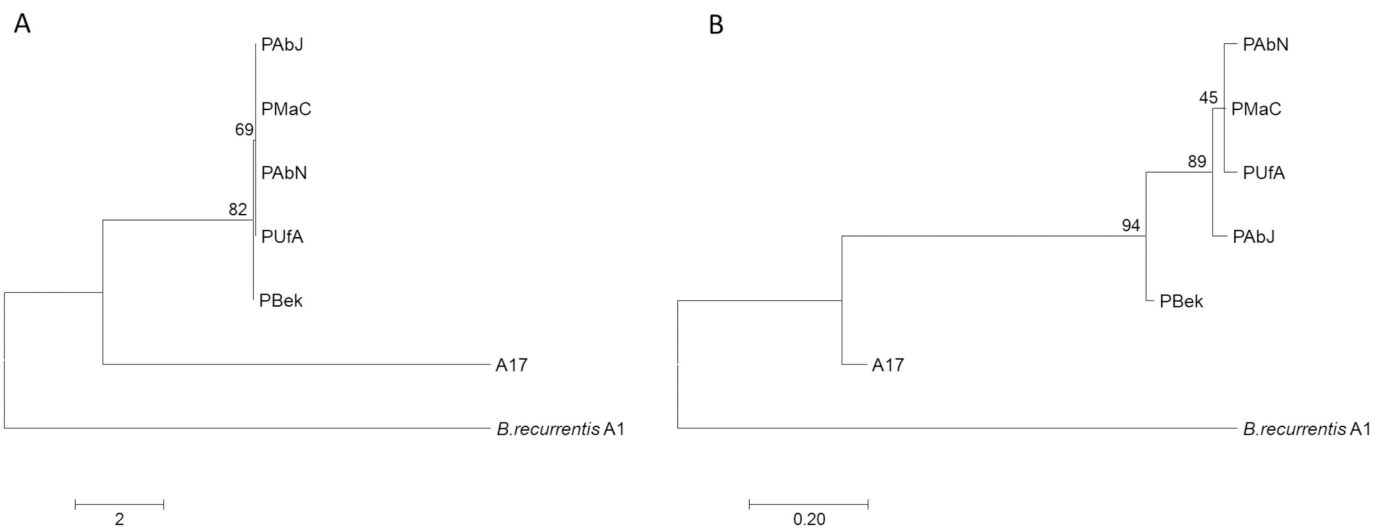 A
PAbJ
PMaC
69
PAbN
82
PUfA
PBek
A17
B.recurrentis A1
2
B
PAbN
45
PMaC
89
PUfA
94
PAbJ
PBek
A17
B.recurrentis A1
0.20